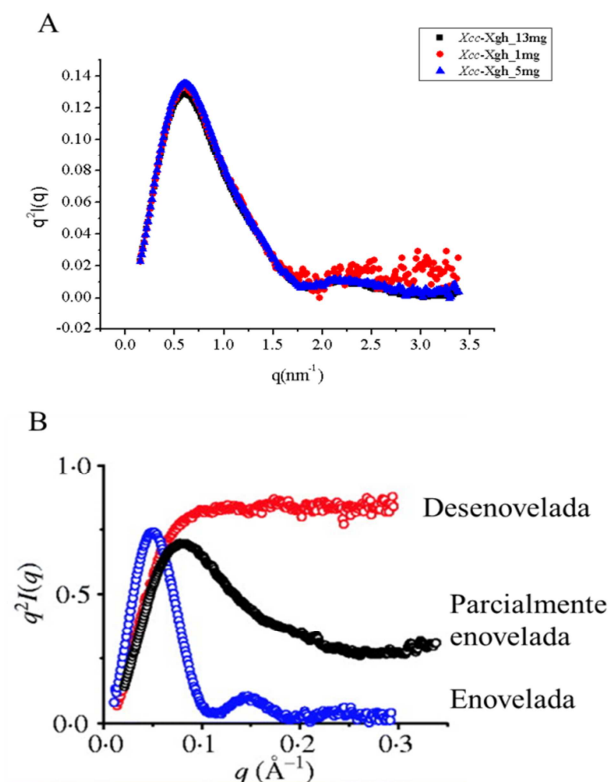 A
Xcc-Xgh_13mg
Xcc-Xgh_1mg
Xcc-Xgh_5mg
q²I(q)
0.14
0.12
0.10
0.08
0.06
0.04
0.02
0.00
-0.02
0.0 0.5 1.0 1.5 2.0 2.5 3.0 3.5
q(nm⁻¹)
B
q²I(q)
1·0
0·5
0·0
Desenovelada
Parcialmente
enovelada
Enovelada
0·0 0·1 0·2 0·3
q (Å⁻¹)